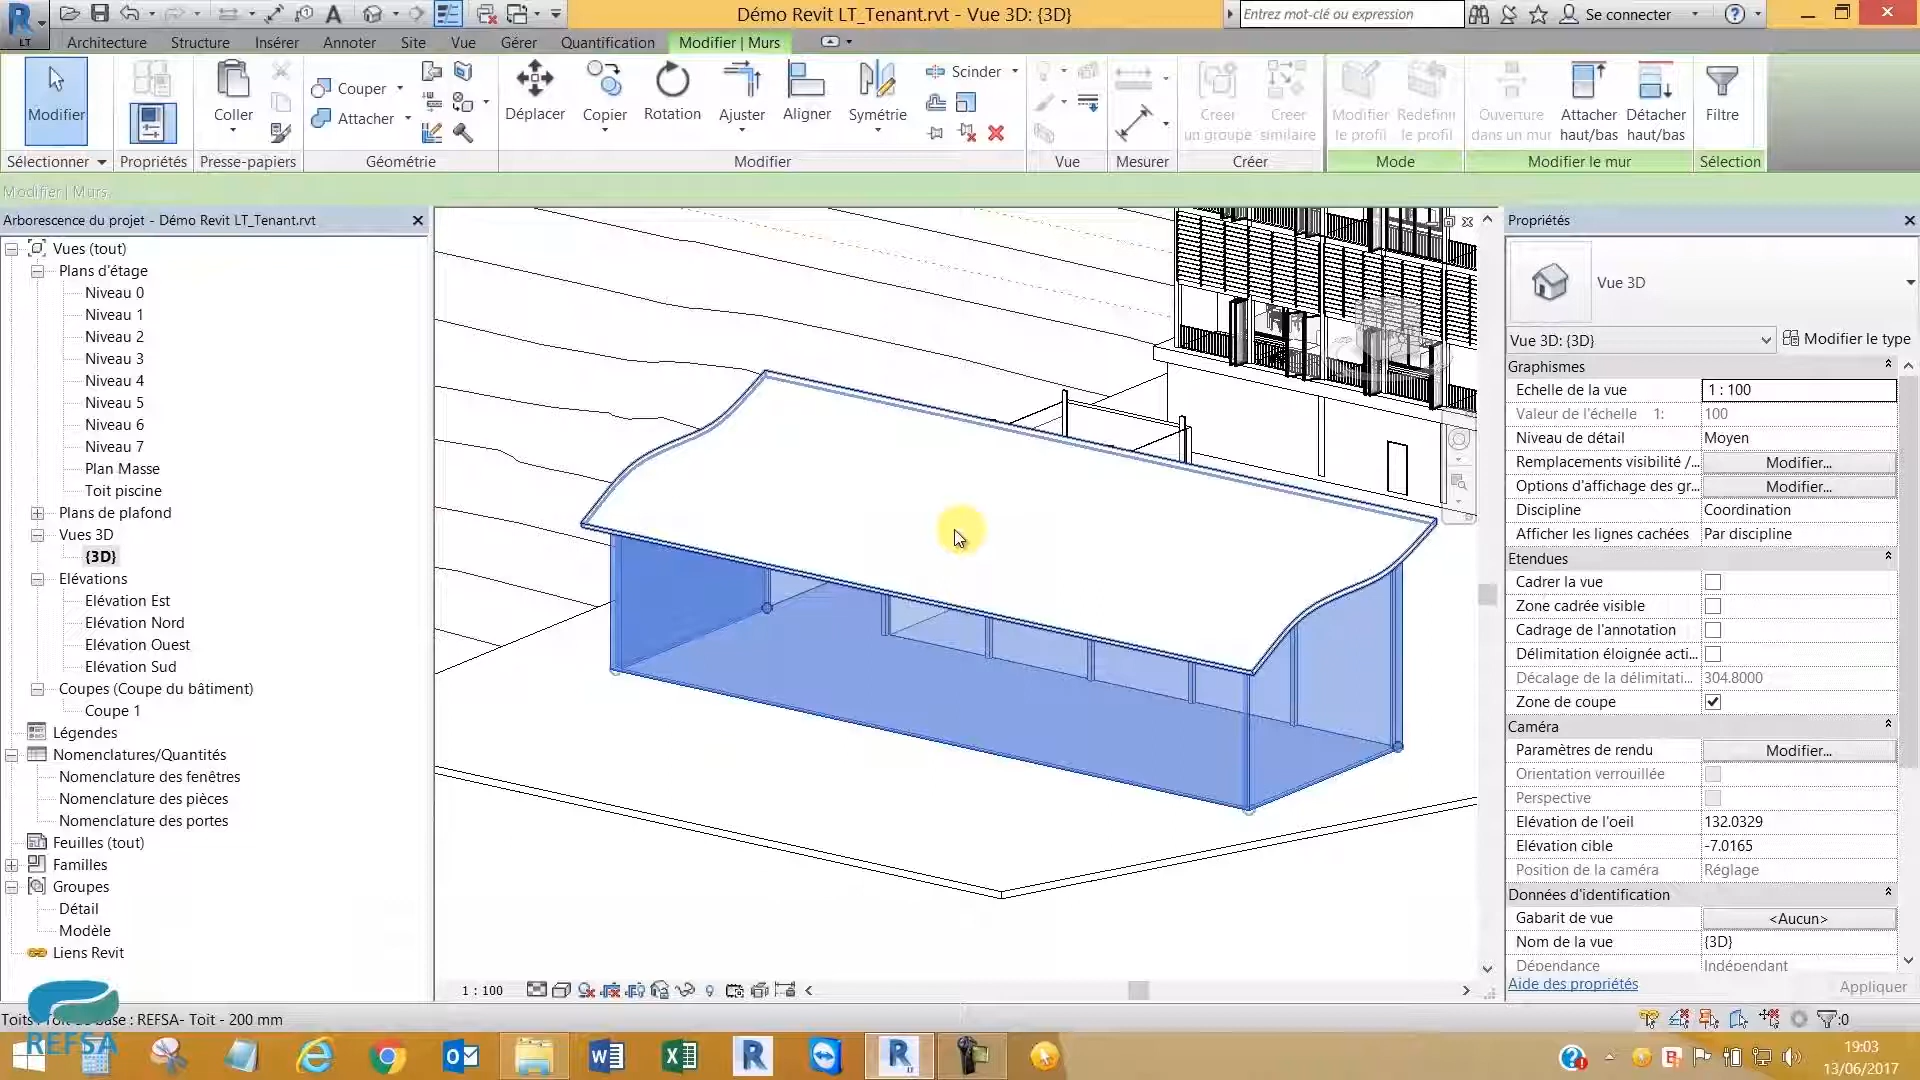 Démo Revit LT_Tenant.rvt - Vue 3D: {3D}
Entrez mot-clé ou expression
Se connecter
LT
Architecture
Structure
Insérer
Annoter
Site
Vue
Gérer
Quantification
Modifier | Murs
Modifier
Coller
Couper
Attacher
Déplacer
Copier
Rotation
Ajuster
Aligner
Symétrie
Scinder
Créer
un groupe
Créer
similaire
Modifier
le profil
Redéfinir
le profil
Ouverture
dans un mur
Attacher
haut/bas
Détacher
haut/bas
Filtre
Sélectionner
Propriétés
Presse-papiers
Géométrie
Modifier
Vue
Mesurer
Créer
Mode
Modifier le mur
Sélection
Modifier | Murs
Arborescence du projet - Démo Revit LT_Tenant.rvt
Vues (tout)
Plans d'étage
Niveau 0
Niveau 1
Niveau 2
Niveau 3
Niveau 4
Niveau 5
Niveau 6
Niveau 7
Plan Masse
Toit piscine
Plans de plafond
Vues 3D
{3D}
Elévations
Elévation Est
Elévation Nord
Elévation Ouest
Elévation Sud
Coupes (Coupe du bâtiment)
Coupe 1
Légendes
Nomenclatures/Quantités
Nomenclature des fenêtres
Nomenclature des pièces
Nomenclature des portes
Feuilles (tout)
Familles
Groupes
Détail
Modèle
Liens Revit
1 : 100
Propriétés
Vue 3D
Vue 3D: {3D}
Modifier le type
Graphismes
Echelle de la vue 1 : 100
Valeur de l'échelle 1: 100
Niveau de détail Moyen
Remplacements visibilité /... Modifier...
Options d'affichage des gr... Modifier...
Discipline Coordination
Afficher les lignes cachées Par discipline
Etendues
Cadrer la vue
Zone cadrée visible
Cadrage de l'annotation
Délimitation éloignée acti...
Décalage de la délimitati... 304.8000
Zone de coupe
Caméra
Paramètres de rendu Modifier...
Orientation verrouillée
Perspective
Elévation de l'oeil 132.0329
Elévation cible -7.0165
Position de la caméra Réglage
Données d'identification
Gabarit de vue <Aucun>
Nom de la vue {3D}
Dépendance Indépendant
Aide des propriétés
Appliquer
base : REFSA- Toit - 200 mm
:0
REFSA
19:03
13/06/2017